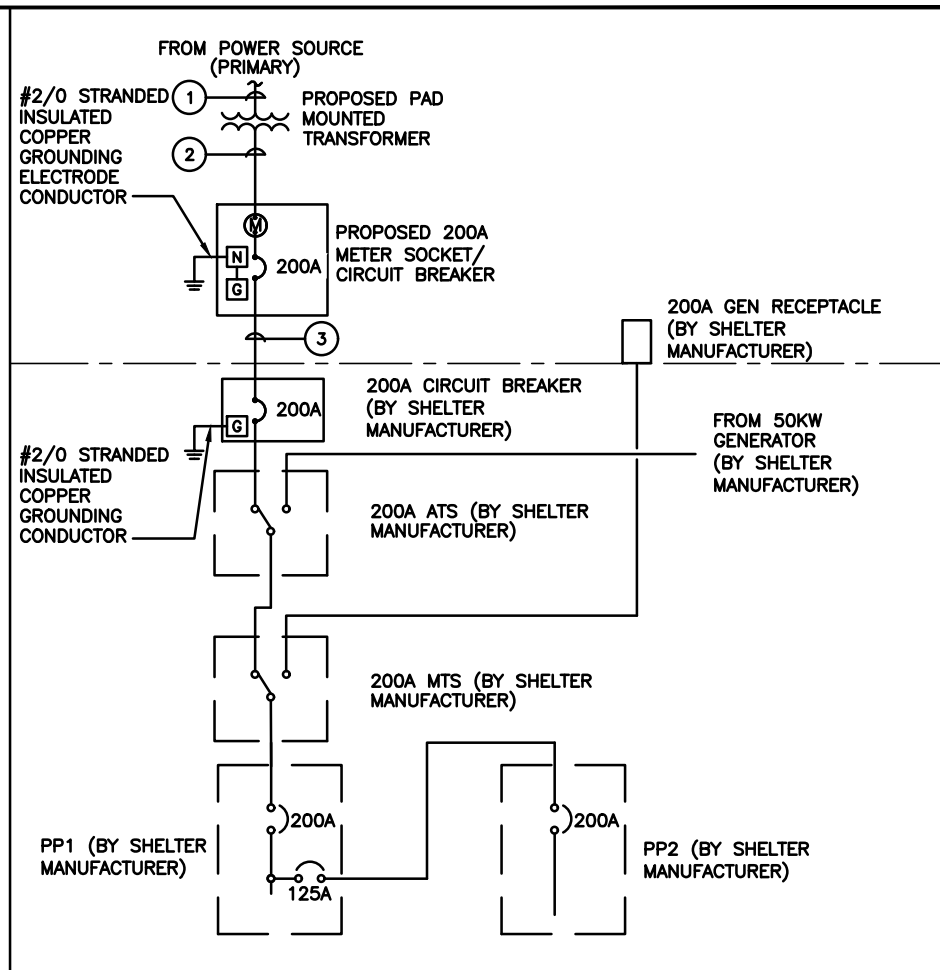 FROM POWER SOURCE
(PRIMARY)
#2/0 STRANDED
INSULATED
COPPER
GROUNDING
ELECTRODE
CONDUCTOR
1
PROPOSED PAD
MOUNTED
TRANSFORMER
2
M
N
G
200A
PROPOSED 200A
METER SOCKET/
CIRCUIT BREAKER
3
200A GEN RECEPTACLE
(BY SHELTER
MANUFACTURER)
200A
G
200A CIRCUIT BREAKER
(BY SHELTER
MANUFACTURER)
FROM 50KW
GENERATOR
(BY SHELTER
MANUFACTURER)
#2/0 STRANDED
INSULATED
COPPER
GROUNDING
CONDUCTOR
200A ATS (BY SHELTER
MANUFACTURER)
200A MTS (BY SHELTER
MANUFACTURER)
PP1 (BY SHELTER
MANUFACTURER)
200A
125A
200A
PP2 (BY SHELTER
MANUFACTURER)